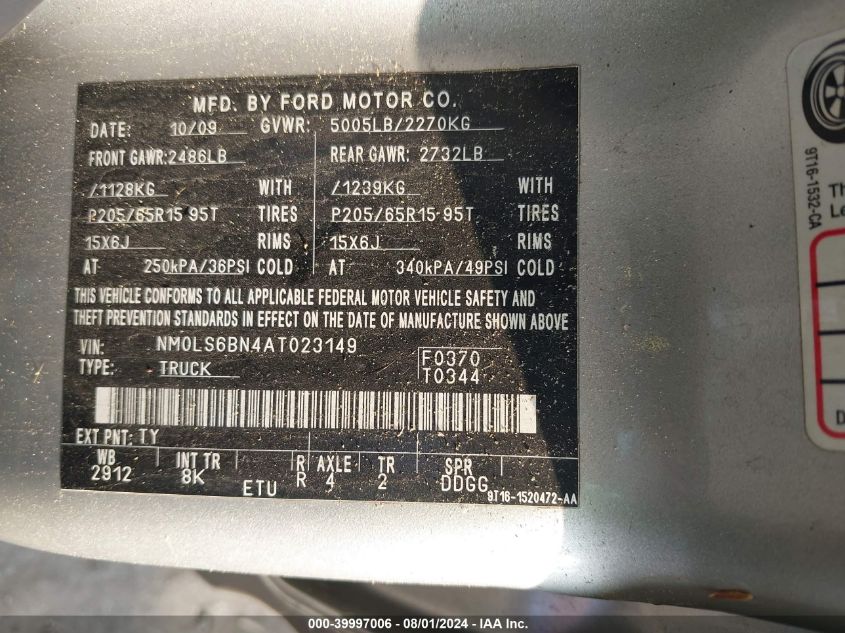 MFD. BY FORD MOTOR CO.
DATE: 10/09 GVWR: 5005LB/2270KG
FRONT GAWR: 2486LB REAR GAWR: 2732LB
/1128KG WITH /1239KG WITH
P205/65R15 95T TIRES P205/65R15 95T TIRES
15X6J RIMS 15X6J RIMS
AT 250kPA/36PSI COLD AT 340kPA/49PSI COLD
THIS VEHICLE CONFORMS TO ALL APPLICABLE FEDERAL MOTOR VEHICLE SAFETY AND
THEFT PREVENTION STANDARDS IN EFFECT ON THE DATE OF MANUFACTURE SHOWN ABOVE
VIN: NM0LS6BN4AT023149 F0370
TYPE: TRUCK T0344
EXT PNT: TY
WB INT TR R AXLE TR SPR
2912 8K ETU R 4 2 DDGG
9T16-1520472-AA
9T16-1532-CA
Th
Le
D
000-39997006 — 08/01/2024 — IAA Inc.